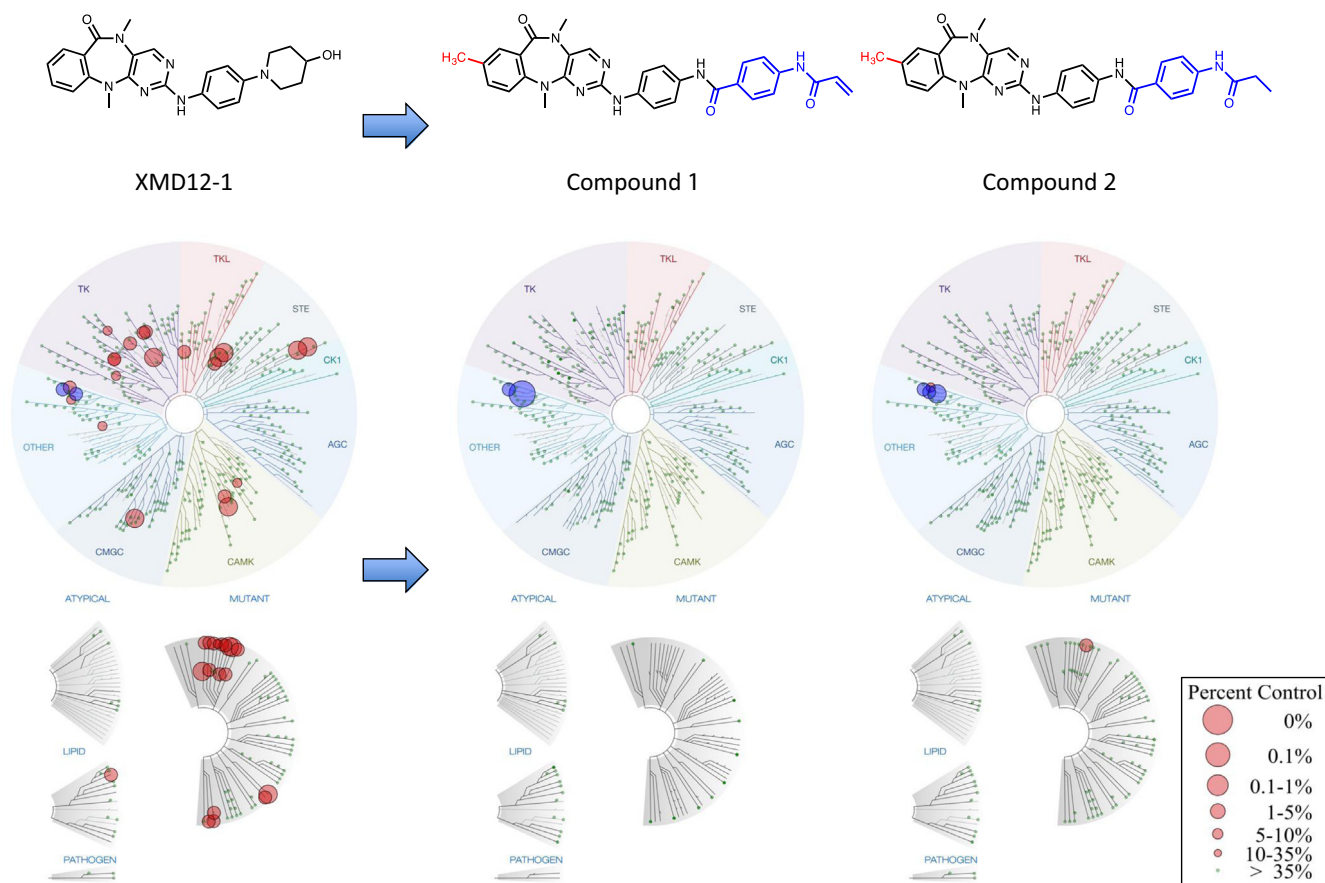 O
N
N
N
N
N
H
N
OH
O
N
H₃C
N
N
N
N
H
H
N
O
H
N
O
O
N
H₃C
N
N
N
N
H
H
N
O
H
N
O
XMD12-1
Compound 1
Compound 2
TK
TKL
STE
CK1
AGC
CAMK
CMGC
OTHER
ATYPICAL
MUTANT
LIPID
PATHOGEN
TK
TKL
STE
CK1
AGC
CAMK
CMGC
OTHER
ATYPICAL
MUTANT
LIPID
PATHOGEN
TK
TKL
STE
CK1
AGC
CAMK
CMGC
OTHER
ATYPICAL
MUTANT
LIPID
PATHOGEN
Percent Control
0%
0.1%
0.1-1%
1-5%
5-10%
10-35%
> 35%